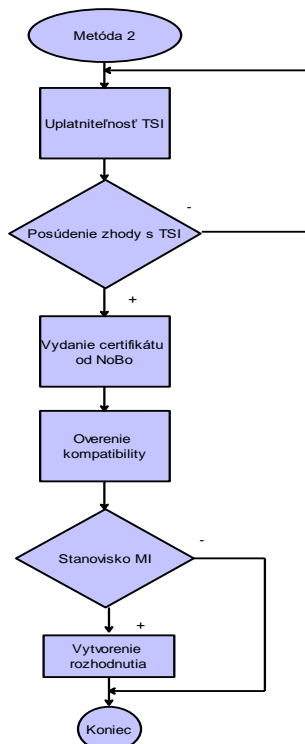 Metóda 2
Uplatniteľnosť TSI
-
Posúdenie zhody s TSI
+
Vydanie certifikátu
od NoBo
Overenie
kompatibility
-
Stanovisko MI
+
Vytvorenie
rozhodnutia
Koniec